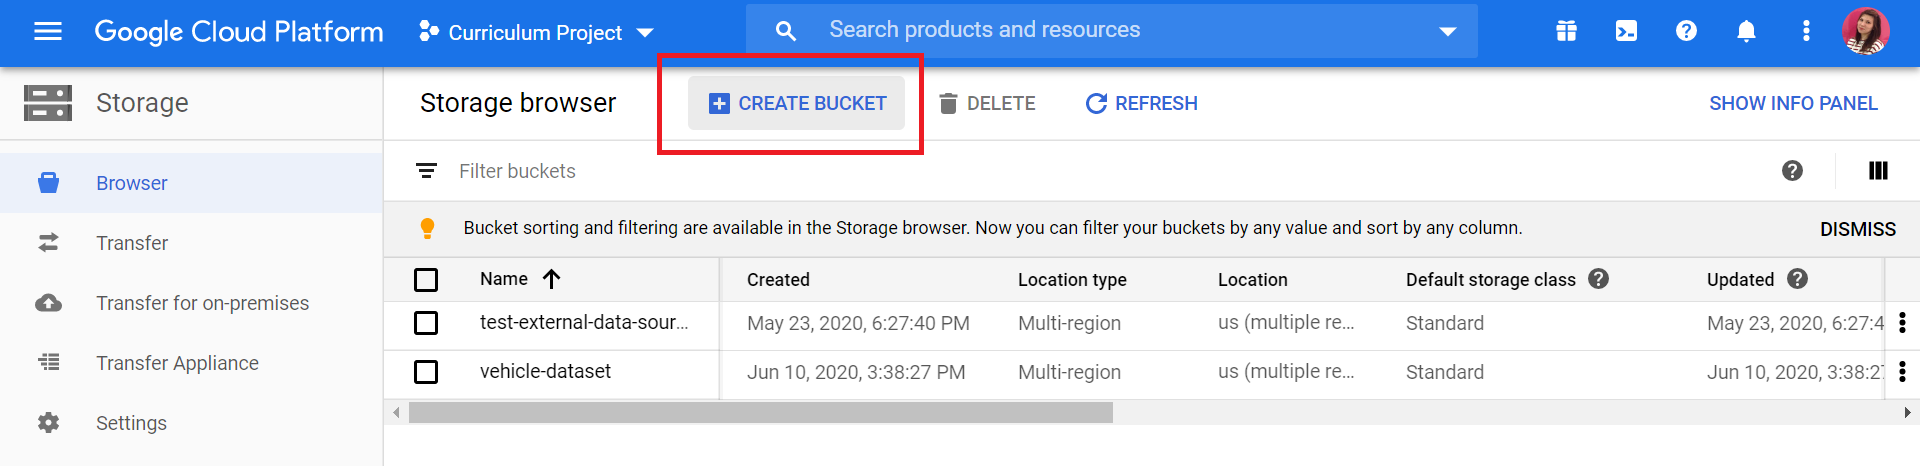 Google Cloud Platform Curriculum Project Search products and resources
Storage Storage browser CREATE BUCKET DELETE REFRESH SHOW INFO PANEL
Browser
Transfer
Transfer for on-premises
Transfer Appliance
Settings
Filter buckets
Bucket sorting and filtering are available in the Storage browser. Now you can filter your buckets by any value and sort by any column. DISMISS
Name Created Location type Location Default storage class Updated
test-external-data-sour... May 23, 2020, 6:27:40 PM Multi-region us (multiple re... Standard May 23, 2020, 6:27:4
vehicle-dataset Jun 10, 2020, 3:38:27 PM Multi-region us (multiple re... Standard Jun 10, 2020, 3:38:2